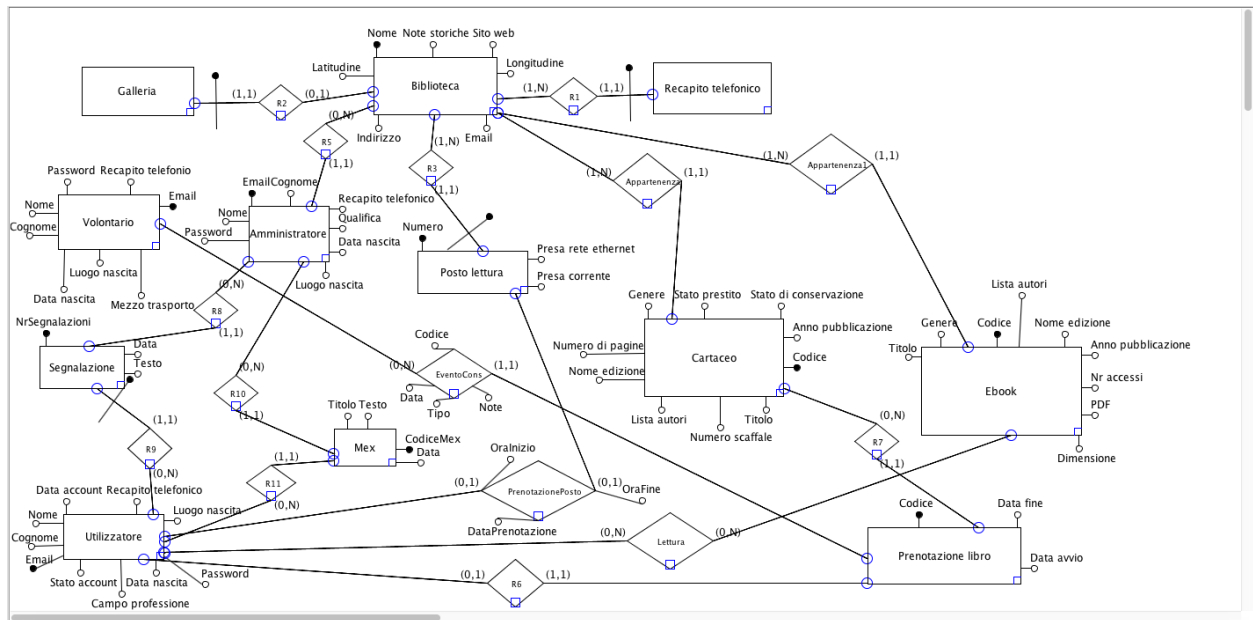 Nome Note storiche Sito web
Latitudine
Longitudine
Galleria
(1,1)
R2
(0,1)
Biblioteca
(1,N)
R1
(1,1)
Recapito telefonico
(0,N)
Indirizzo
Email
R5
(1,1)
(1,N)
R3
(1,1)
(1,N)
Appartenenza
(1,1)
(1,N)
Appartenenza1
(1,1)
Password Recapito telefonio
Email
Nome
Volontario
Cognome
Luogo nascita
Data nascita
Mezzo trasporto
EmailCognome
Recapito telefonico
Nome
Qualifica
Password
Amministratore
Data nascita
Luogo nascita
Numero
Presa rete ethernet
Posto lettura
Presa corrente
(0,N)
R8
(1,1)
NrSegnalazioni
Data
Segnalazione
Testo
Genere Stato prestito Stato di conservazione
Anno pubblicazione
Numero di pagine
Cartaceo
Codice
Nome edizione
Lista autori
Titolo
Numero scaffale
Lista autori
Genere
Codice
Nome edizione
Titolo
Anno pubblicazione
Ebook
Nr accessi
PDF
Dimensione
Codice
(0,N)
EventoCons
(1,1)
Data
Tipo
Note
(0,N)
R10
(1,1)
Titolo Testo
CodiceMex
Mex
Data
(1,1)
R9
(0,N)
(1,1)
R11
(0,N)
(0,N)
R7
(1,1)
OraInizio
(0,1)
PrenotazionePosto
(0,1)
OraFine
DataPrenotazione
Data account Recapito telefonico
Luogo nascita
Nome
Utilizzatore
Cognome
Email
Stato account
Data nascita
Password
Campo professione
(0,N)
Lettura
(0,N)
Codice
Data fine
Prenotazione libro
Data avvio
(0,1)
R6
(1,1)